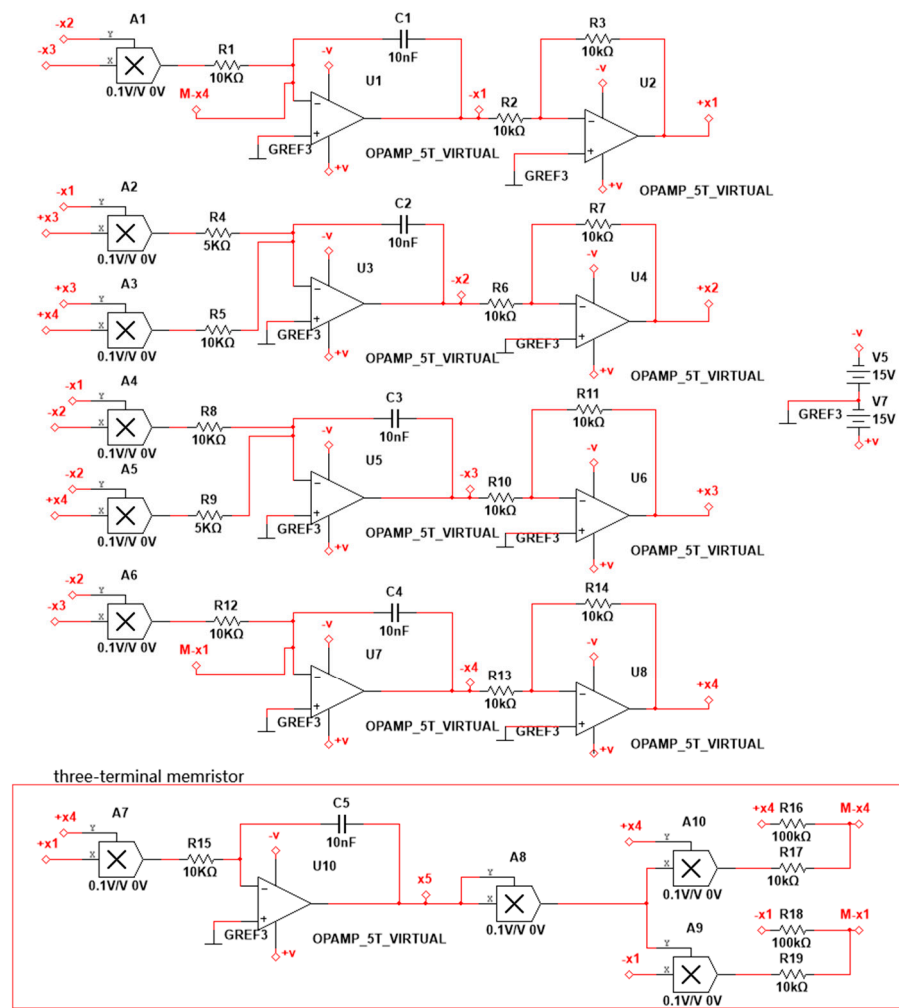 -x2
A1
Y
-x3
X
0.1V/V 0V
R1
10KΩ
M-x4
C1
10nF
-v
U1
GREF3
+v
OPAMP_5T_VIRTUAL
-x1
R2
10kΩ
R3
10kΩ
-v
U2
GREF3
+v
OPAMP_5T_VIRTUAL
+x1
-x1
A2
Y
+x3
X
0.1V/V 0V
R4
5KΩ
+x3
A3
Y
+x4
X
0.1V/V 0V
R5
10KΩ
C2
10nF
-v
U3
GREF3
+v
OPAMP_5T_VIRTUAL
-x2
R6
10kΩ
R7
10kΩ
-v
U4
GREF3
+v
OPAMP_5T_VIRTUAL
+x2
-v
V5
15V
V7
15V
GREF3
+v
-x1
A4
Y
-x2
X
0.1V/V 0V
R8
10KΩ
-x2
A5
Y
+x4
X
0.1V/V 0V
R9
5KΩ
C3
10nF
-v
U5
GREF3
+v
OPAMP_5T_VIRTUAL
-x3
R10
10kΩ
R11
10kΩ
-v
U6
GREF3
+v
OPAMP_5T_VIRTUAL
+x3
-x2
A6
Y
-x3
X
0.1V/V 0V
R12
10KΩ
M-x1
C4
10nF
-v
U7
GREF3
+v
OPAMP_5T_VIRTUAL
-x4
R13
10kΩ
R14
10kΩ
-v
U8
GREF3
+v
OPAMP_5T_VIRTUAL
+x4
three-terminal memristor
+x4
A7
Y
+x1
X
0.1V/V 0V
R15
10KΩ
C5
10nF
-v
U10
GREF3
+v
OPAMP_5T_VIRTUAL
x5
A8
Y
X
0.1V/V 0V
+x4
A10
Y
X
0.1V/V 0V
+x4
R16
100kΩ
M-x4
R17
10kΩ
A9
Y
-x1
X
0.1V/V 0V
-x1
R18
100kΩ
M-x1
R19
10kΩ